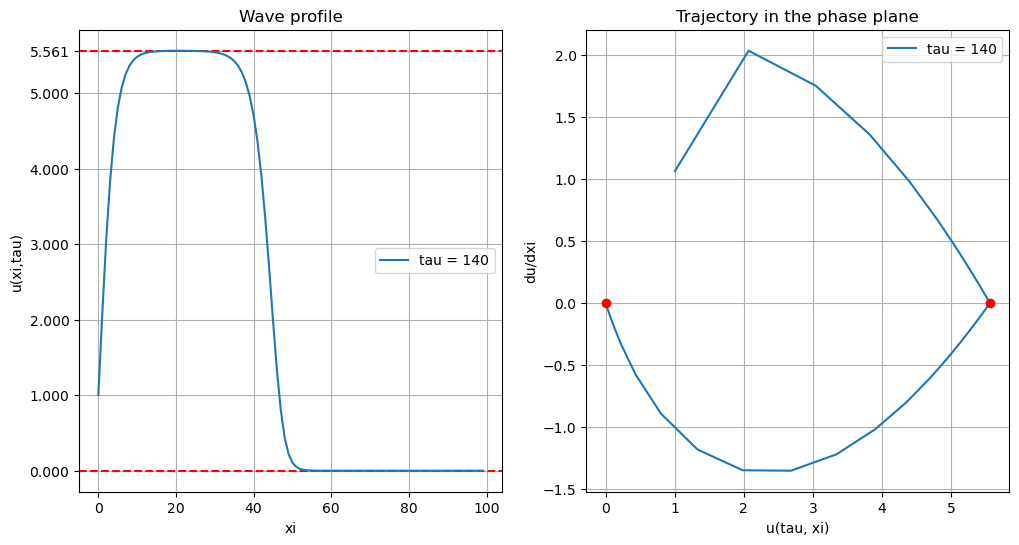 Wave profile
u(xi,tau)
5.561
5.000
4.000
3.000
2.000
1.000
0.000
tau = 140
0 20 40 60 80 100
xi
Trajectory in the phase plane
du/dxi
2.0
1.5
1.0
0.5
0.0
−0.5
−1.0
−1.5
tau = 140
0 1 2 3 4 5
u(tau, xi)